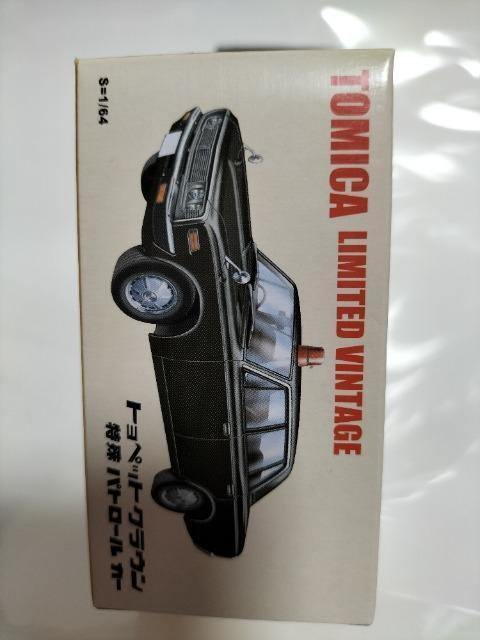 TOMICA LIMITED VINTAGE
S=1/64
トヨペット・クラウン
特殊 パトロール カー